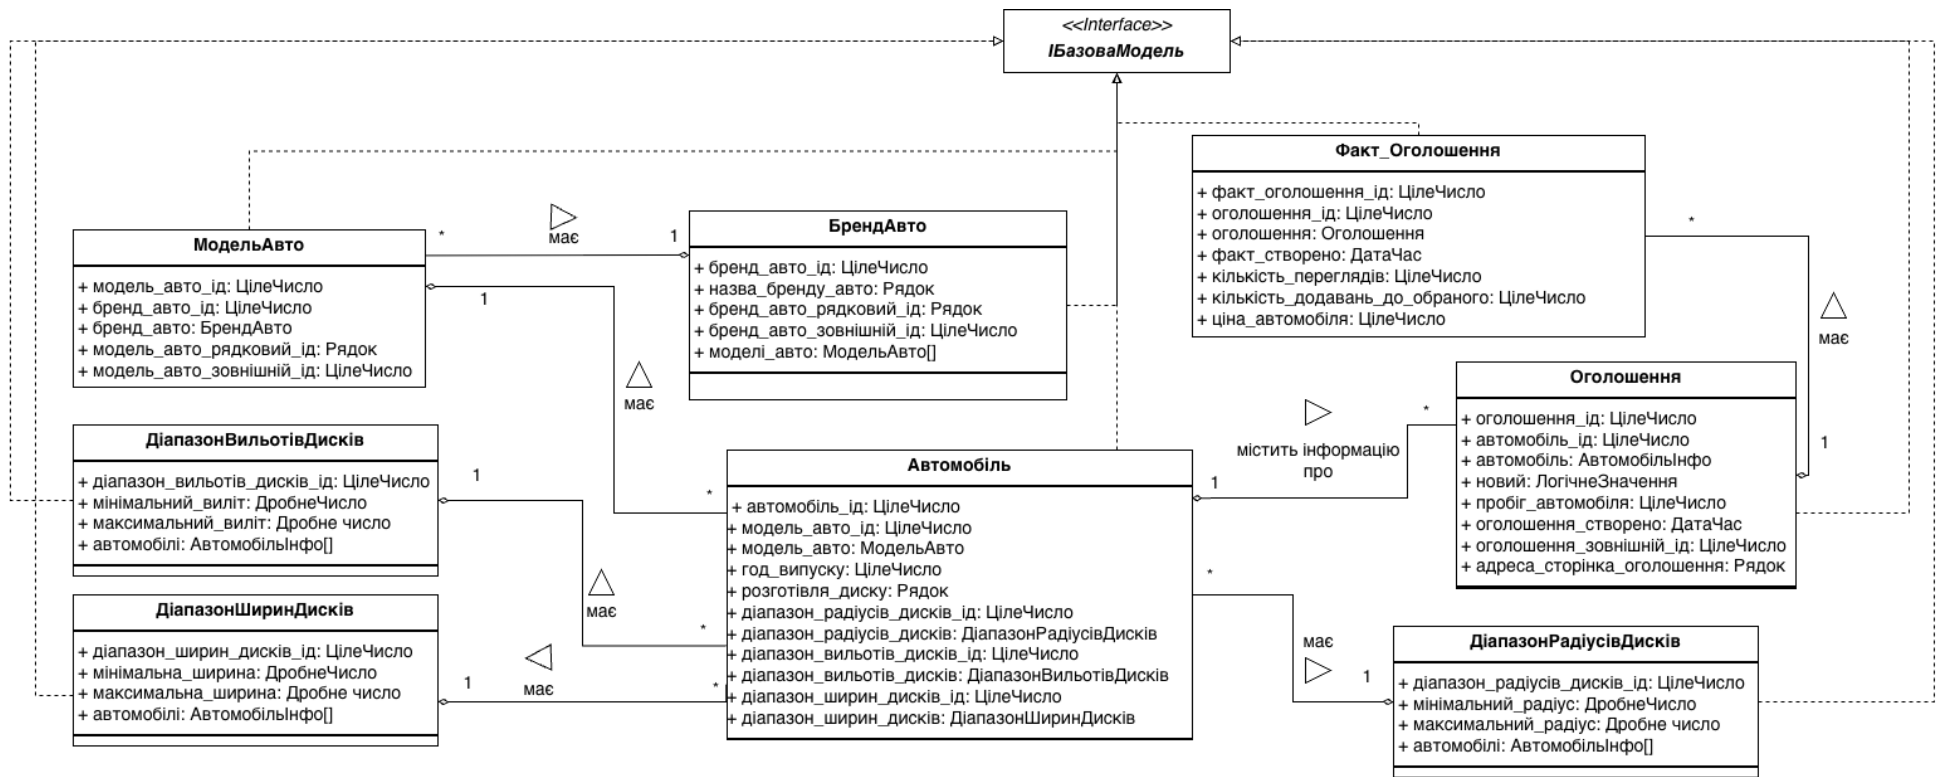 <<Interface>>
ІБазоваМодель
Факт_Оголошення
+ факт_оголошення_ід: ЦілеЧисло
+ оголошення_ід: ЦілеЧисло
+ оголошення: Оголошення
+ факт_створено: ДатаЧас
+ кількість_переглядів: ЦілеЧисло
+ кількість_додавань_до_обраного: ЦілеЧисло
+ ціна_автомобіля: ЦілеЧисло
*
має
1
МодельАвто
+ модель_авто_ід: ЦілеЧисло
+ бренд_авто_ід: ЦілеЧисло
+ бренд_авто: БрендАвто
+ модель_авто_рядковий_ід: Рядок
+ модель_авто_зовнішній_ід: ЦілеЧисло
*
має
1
БрендАвто
+ бренд_авто_ід: ЦілеЧисло
+ назва_бренду_авто: Рядок
+ бренд_авто_рядковий_ід: Рядок
+ бренд_авто_зовнішній_ід: ЦілеЧисло
+ моделі_авто: МодельАвто[]
1
має
*
Оголошення
+ оголошення_ід: ЦілеЧисло
+ автомобіль_ід: ЦілеЧисло
+ автомобіль: АвтомобільІнфо
+ новий: ЛогічнеЗначення
+ пробіг_автомобіля: ЦілеЧисло
+ оголошення_створено: ДатаЧас
+ оголошення_зовнішній_ід: ЦілеЧисло
+ адреса_сторінка_оголошення: Рядок
*
містить інформацію
про
1
ДіапазонВильотівДисків
+ діапазон_вильотів_дисків_ід: ЦілеЧисло
+ мінімальний_виліт: ДробнеЧисло
+ максимальний_виліт: Дробне число
+ автомобілі: АвтомобільІнфо[]
1
має
*
Автомобіль
+ автомобіль_ід: ЦілеЧисло
+ модель_авто_ід: ЦілеЧисло
+ модель_авто: МодельАвто
+ год_випуску: ЦілеЧисло
+ розготівля_диску: Рядок
+ діапазон_радіусів_дисків_ід: ЦілеЧисло
+ діапазон_радіусів_дисків: ДіапазонРадіусівДисків
+ діапазон_вильотів_дисків_ід: ЦілеЧисло
+ діапазон_вильотів_дисків: ДіапазонВильотівДисків
+ діапазон_ширин_дисків_ід: ЦілеЧисло
+ діапазон_ширин_дисків: ДіапазонШиринДисків
ДіапазонШиринДисків
+ діапазон_ширин_дисків_ід: ЦілеЧисло
+ мінімальна_ширина: ДробнеЧисло
+ максимальна_ширина: Дробне число
+ автомобілі: АвтомобільІнфо[]
1
має
*
*
має
1
ДіапазонРадіусівДисків
+ діапазон_радіусів_дисків_ід: ЦілеЧисло
+ мінімальний_радіус: ДробнеЧисло
+ максимальний_радіус: Дробне число
+ автомобілі: АвтомобільІнфо[]